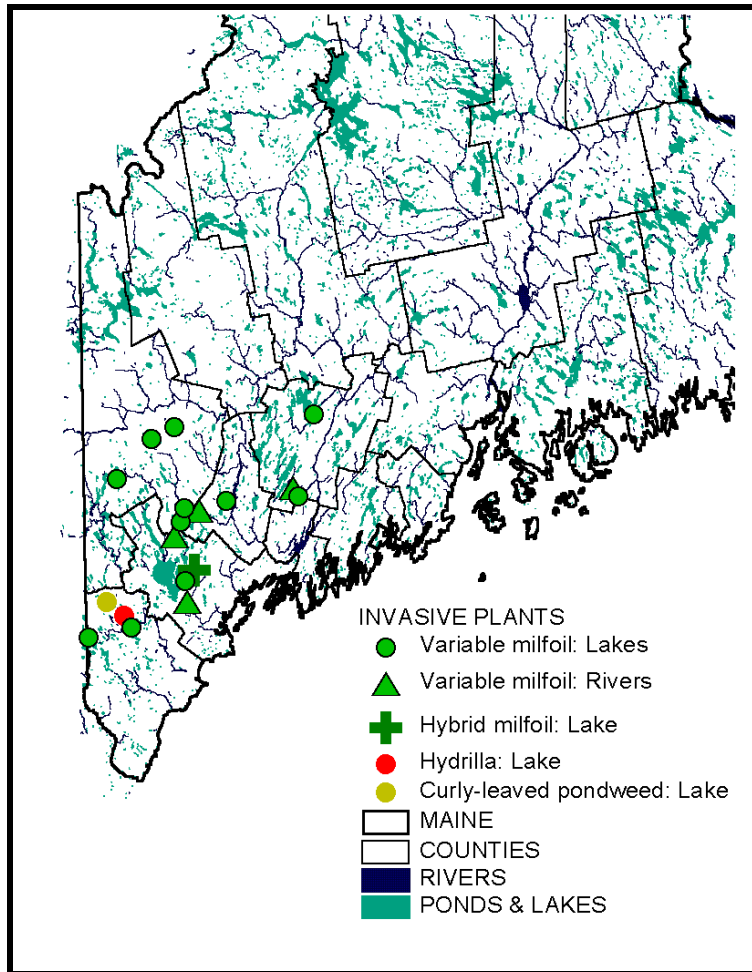 INVASIVE PLANTS
Variable milfoil: Lakes
Variable milfoil: Rivers
Hybrid milfoil: Lake
Hydrilla: Lake
Curly-leaved pondweed: Lake
MAINE
COUNTIES
RIVERS
PONDS & LAKES